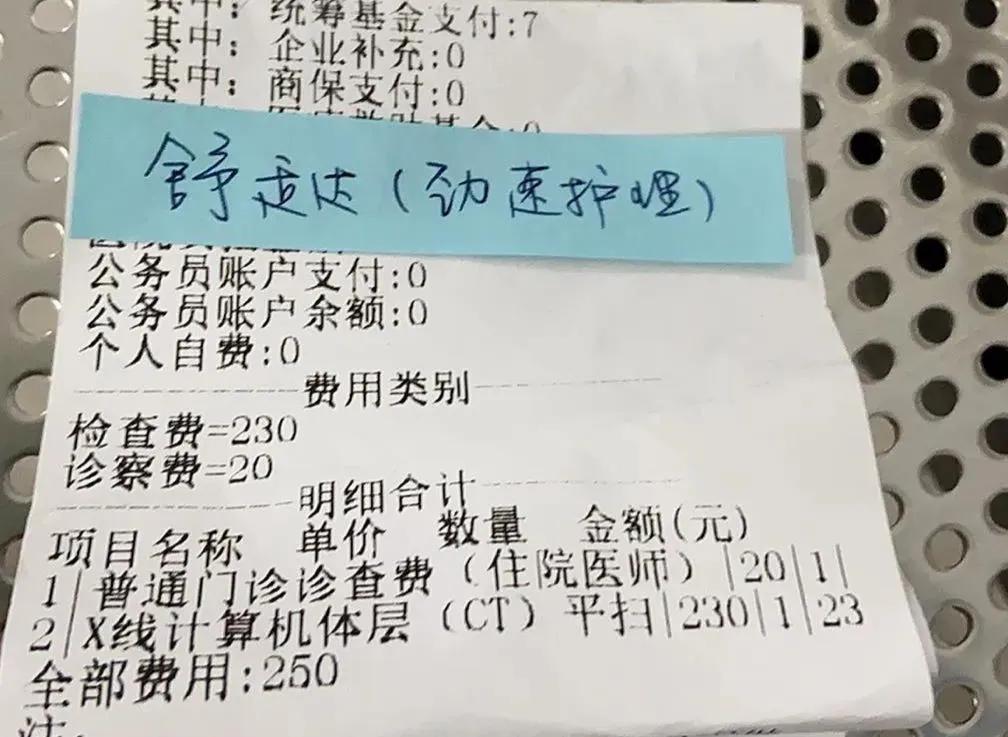 其中:统筹基金支付:7
其中:企业补充:0
其中:商保支付:0
舒适达(劲速护理)
公务员账户支付:0
公务员账户余额:0
个人自费:0
费用类别
检查费=230
诊察费=20
明细合计
项目名称 单价 数量 金额(元)
1|普通门诊诊查费(住院医师)|20|1|
2|X线计算机体层(CT)平扫|230|1|23
全部费用:250
注: